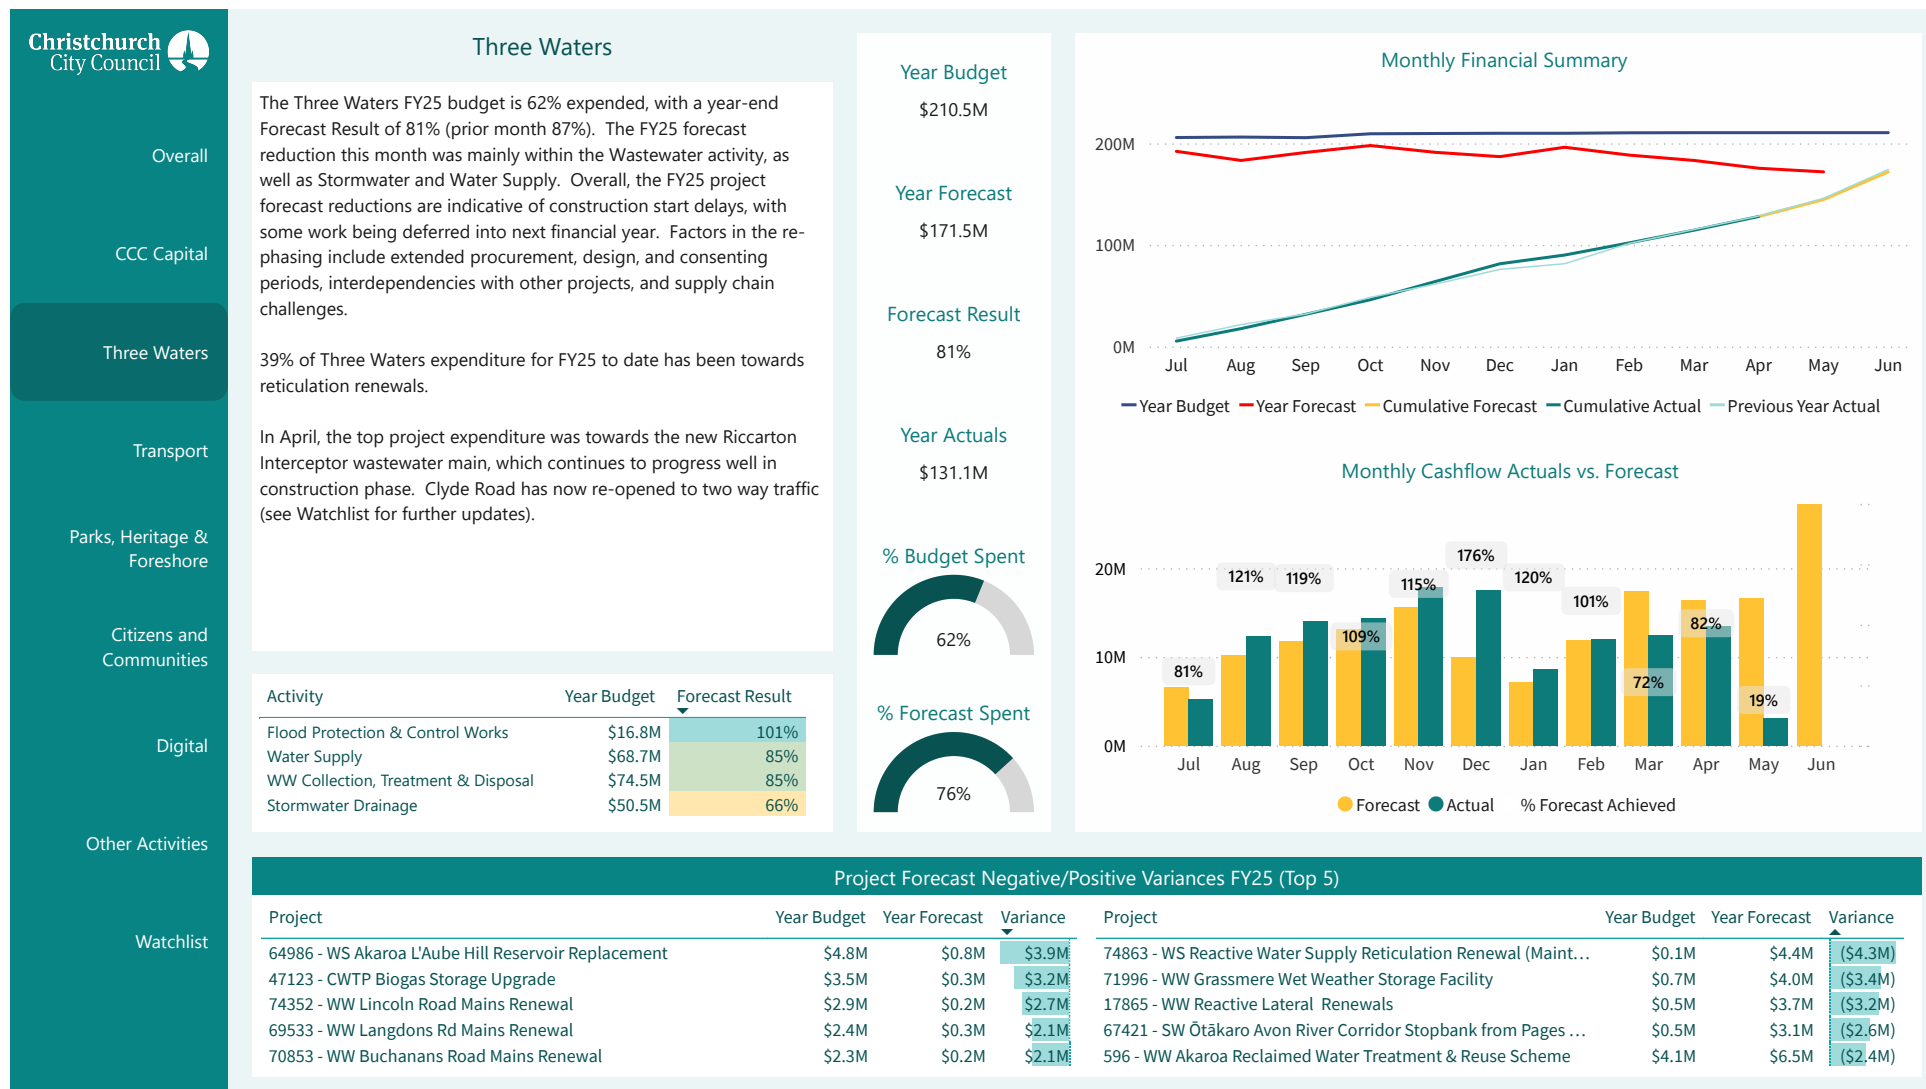 Christchurch
City Council
Overall
CCC Capital
Three Waters
Transport
Parks, Heritage &
Foreshore
Citizens and
Communities
Digital
Other Activities
Watchlist
Three Waters
The Three Waters FY25 budget is 62% expended, with a year-end
Forecast Result of 81% (prior month 87%). The FY25 forecast
reduction this month was mainly within the Wastewater activity, as
well as Stormwater and Water Supply. Overall, the FY25 project
forecast reductions are indicative of construction start delays, with
some work being deferred into next financial year. Factors in the re-
phasing include extended procurement, design, and consenting
periods, interdependencies with other projects, and supply chain
challenges.
39% of Three Waters expenditure for FY25 to date has been towards
reticulation renewals.
In April, the top project expenditure was towards the new Riccarton
Interceptor wastewater main, which continues to progress well in
construction phase. Clyde Road has now re-opened to two way traffic
(see Watchlist for further updates).
Activity Year Budget Forecast Result
Flood Protection & Control Works $16.8M 101%
Water Supply $68.7M 85%
WW Collection, Treatment & Disposal $74.5M 85%
Stormwater Drainage $50.5M 66%
Year Budget
$210.5M
Year Forecast
$171.5M
Forecast Result
81%
Year Actuals
$131.1M
% Budget Spent
62%
% Forecast Spent
76%
Monthly Financial Summary
200M
100M
0M
Jul Aug Sep Oct Nov Dec Jan Feb Mar Apr May Jun
Year Budget Year Forecast Cumulative Forecast Cumulative Actual Previous Year Actual
Monthly Cashflow Actuals vs. Forecast
20M
10M
0M
81% 121% 119% 109% 115% 176% 120% 101% 72% 82% 19%
Jul Aug Sep Oct Nov Dec Jan Feb Mar Apr May Jun
Forecast Actual % Forecast Achieved
Project Forecast Negative/Positive Variances FY25 (Top 5)
Project Year Budget Year Forecast Variance
64986 - WS Akaroa L'Aube Hill Reservoir Replacement $4.8M $0.8M $3.9M
47123 - CWTP Biogas Storage Upgrade $3.5M $0.3M $3.2M
74352 - WW Lincoln Road Mains Renewal $2.9M $0.2M $2.7M
69533 - WW Langdons Rd Mains Renewal $2.4M $0.3M $2.1M
70853 - WW Buchanans Road Mains Renewal $2.3M $0.2M $2.1M
Project Year Budget Year Forecast Variance
74863 - WS Reactive Water Supply Reticulation Renewal (Maint... $0.1M $4.4M ($4.3M)
71996 - WW Grassmere Wet Weather Storage Facility $0.7M $4.0M ($3.4M)
17865 - WW Reactive Lateral Renewals $0.5M $3.7M ($3.2M)
67421 - SW Ōtākaro Avon River Corridor Stopbank from Pages ... $0.5M $3.1M ($2.6M)
596 - WW Akaroa Reclaimed Water Treatment & Reuse Scheme $4.1M $6.5M ($2.4M)